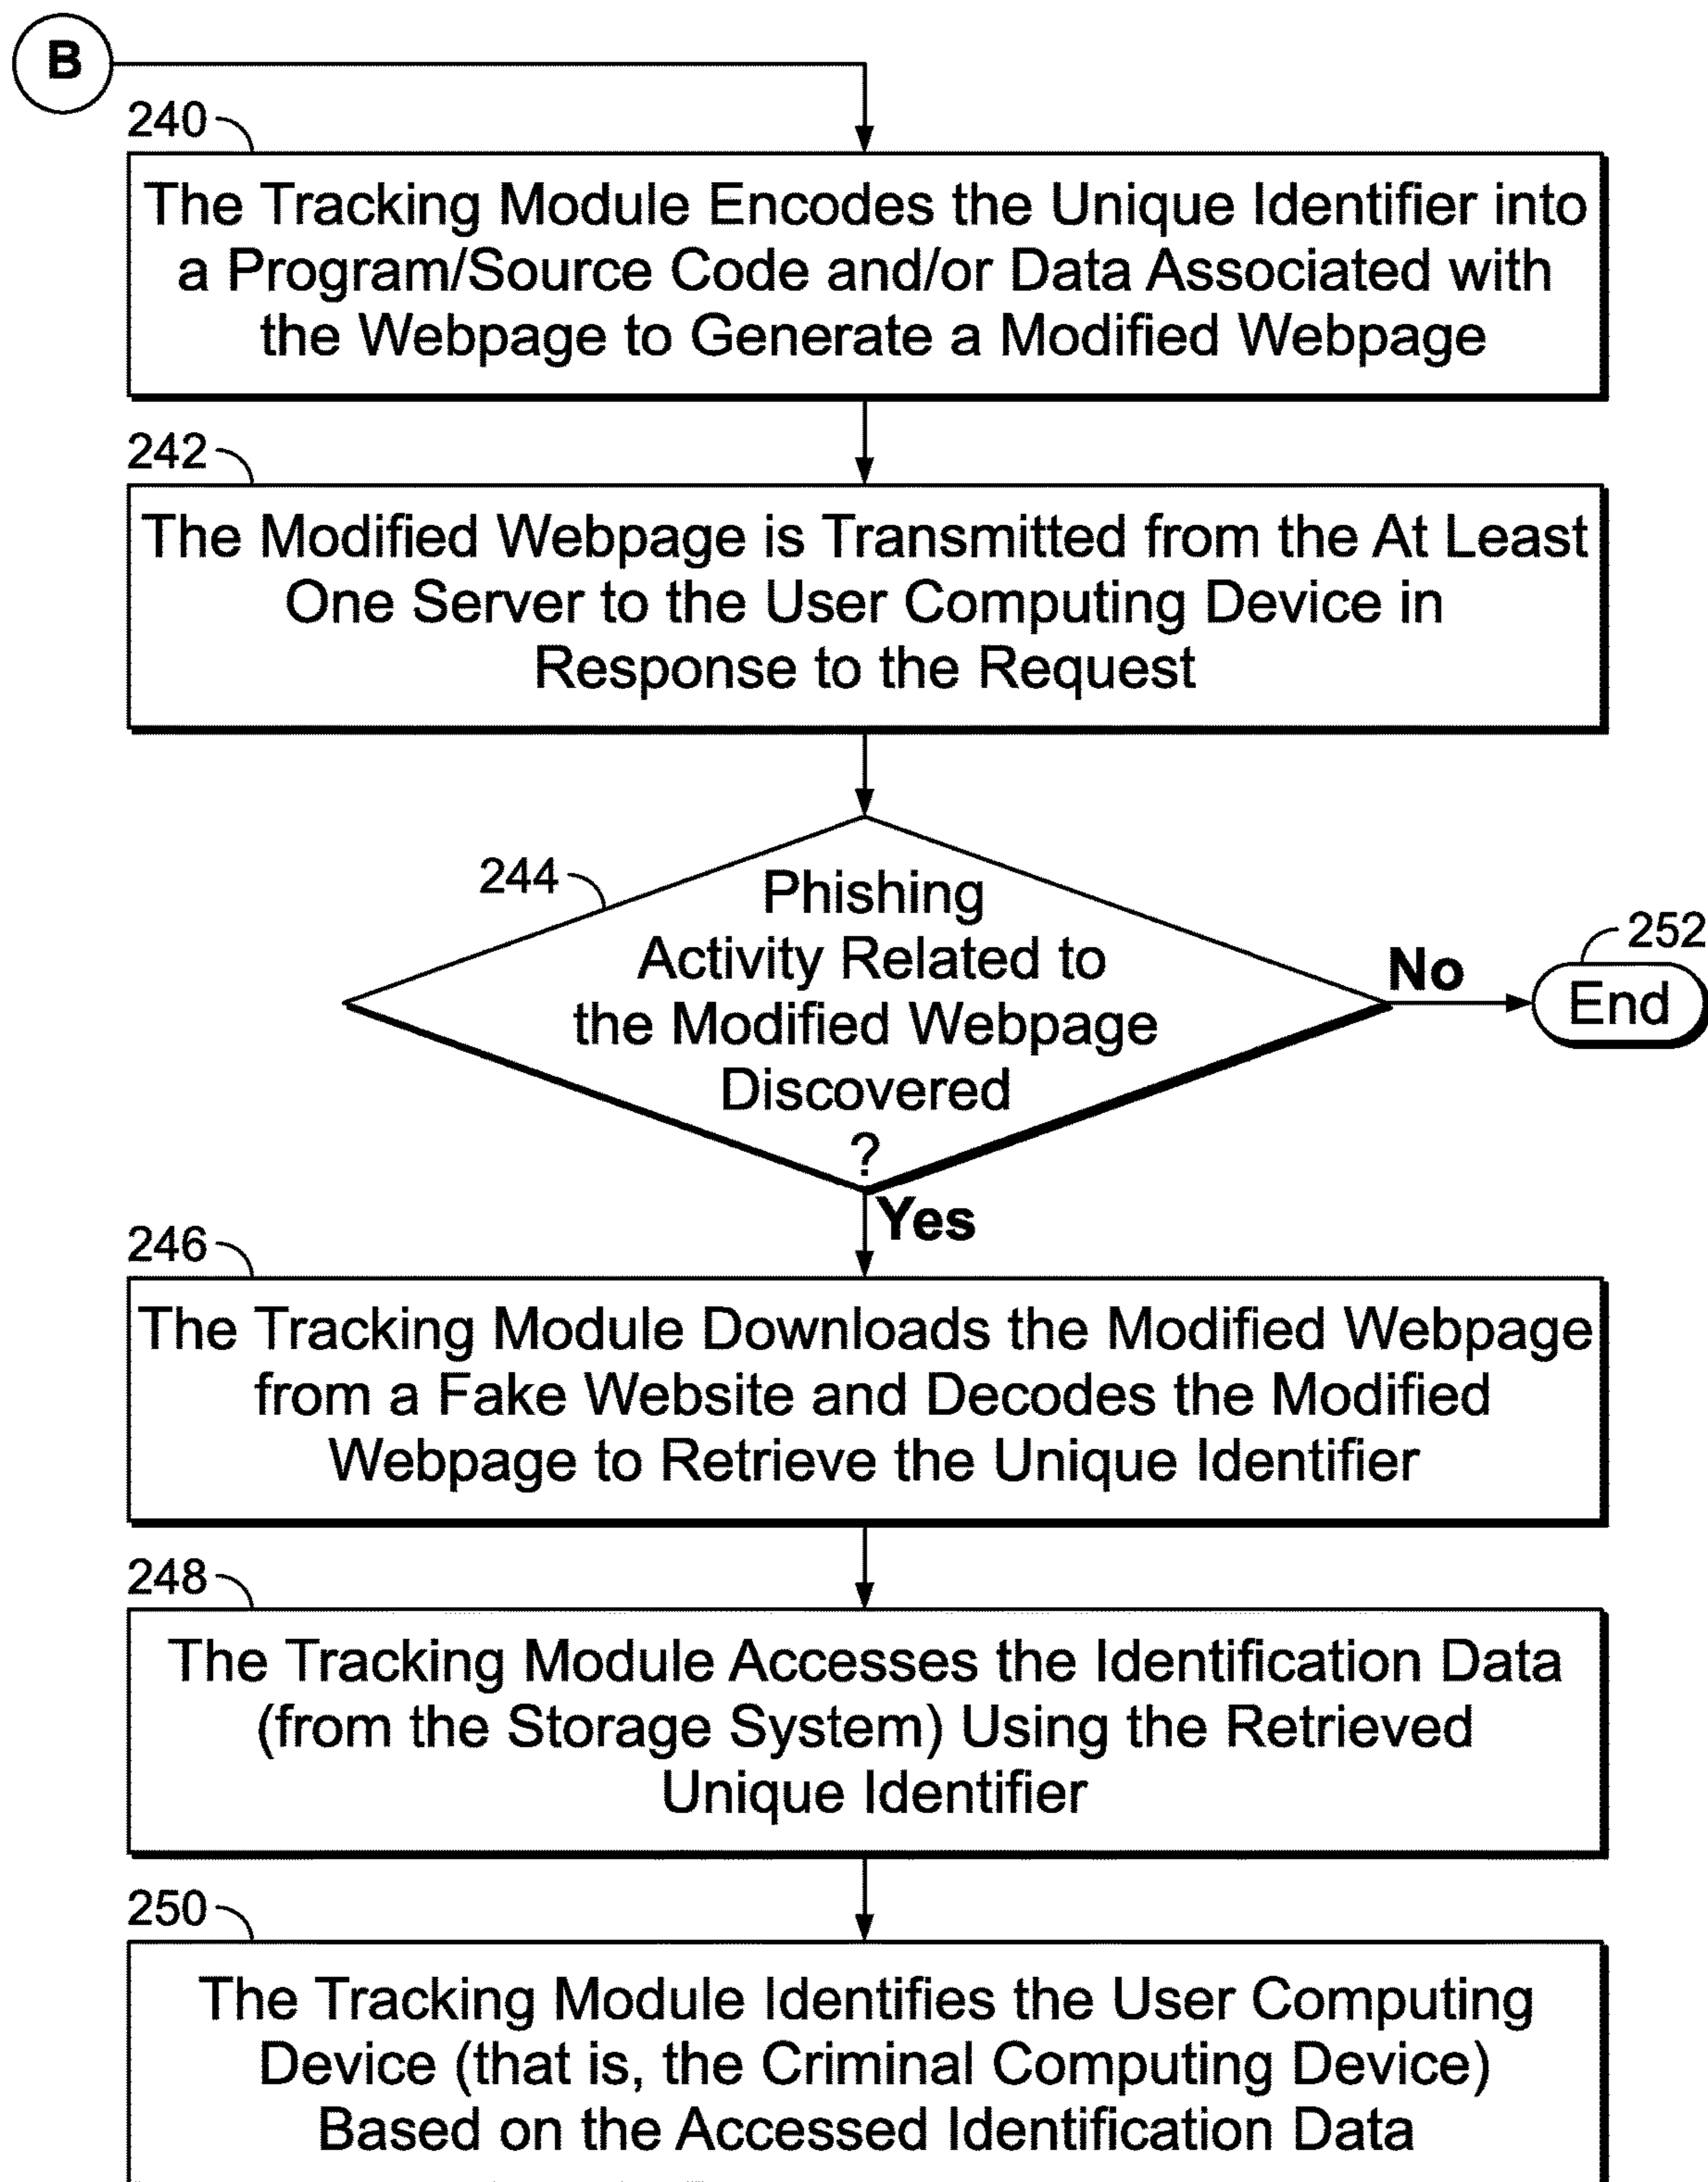 B
240
The Tracking Module Encodes the Unique Identifier into
a Program/Source Code and/or Data Associated with
the Webpage to Generate a Modified Webpage
242
The Modified Webpage is Transmitted from the At Least
One Server to the User Computing Device in
Response to the Request
244
Phishing
Activity Related to
the Modified Webpage
Discovered
?
No
252
End
Yes
246
The Tracking Module Downloads the Modified Webpage
from a Fake Website and Decodes the Modified
Webpage to Retrieve the Unique Identifier
248
The Tracking Module Accesses the Identification Data
(from the Storage System) Using the Retrieved
Unique Identifier
250
The Tracking Module Identifies the User Computing
Device (that is, the Criminal Computing Device)
Based on the Accessed Identification Data